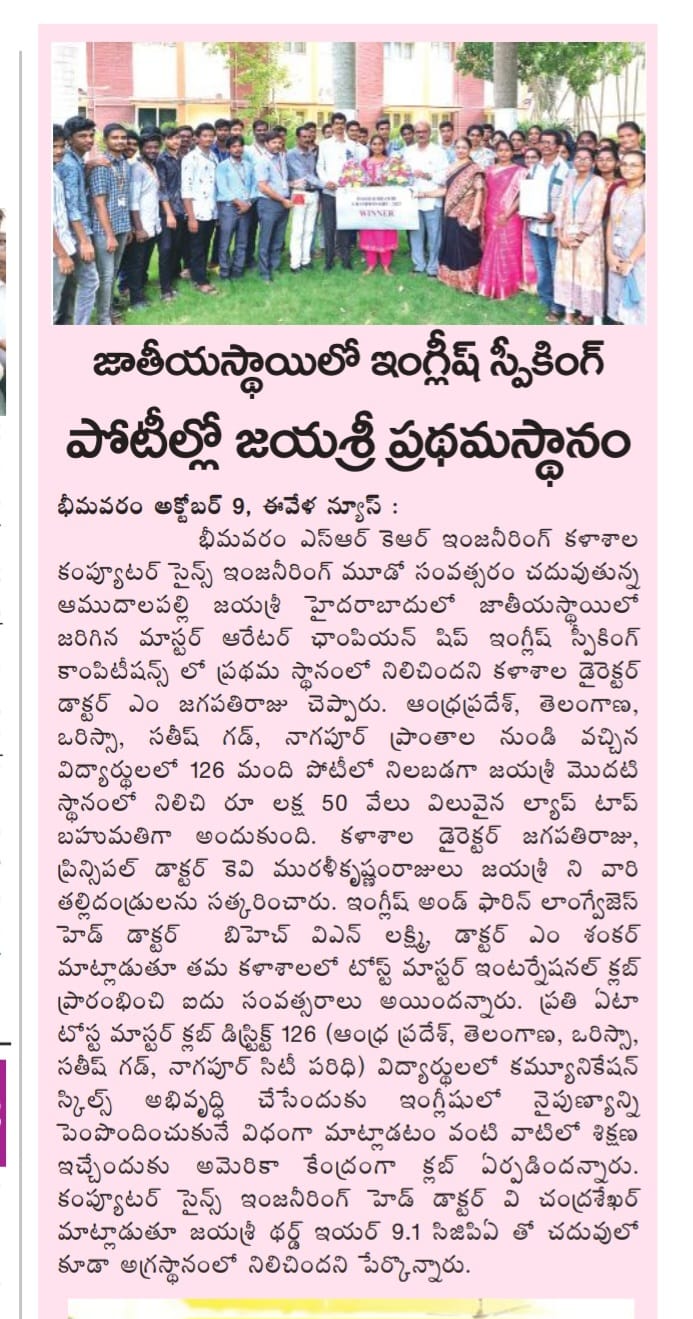 WINNER
జాతీయస్థాయిలో ఇంగ్లీష్ స్పీకింగ్
పోటీల్లో జయశ్రీ ప్రథమస్థానం
భీమవరం అక్టోబర్ 9, ఈవేళ న్యూస్ :
భీమవరం ఎస్ఆర్ కెఆర్ ఇంజనీరింగ్ కళాశాల
కంప్యూటర్ సైన్స్ ఇంజనీరింగ్ మూడో సంవత్సరం చదువుతున్న
ఆముదాలపల్లి జయశ్రీ హైదరాబాదులో జాతీయస్థాయిలో
జరిగిన మాస్టర్ ఆరేటర్ ఛాంపియన్ షిప్ ఇంగ్లీష్ స్పీకింగ్
కాంపిటీషన్స్ లో ప్రథమ స్థానంలో నిలిచిందని కళాశాల డైరెక్టర్
డాక్టర్ ఎం జగపతిరాజు చెప్పారు. ఆంధ్రప్రదేశ్, తెలంగాణ,
ఒరిస్సా, సతీష్ గడ్, నాగపూర్ ప్రాంతాల నుండి వచ్చిన
విద్యార్థులలో 126 మంది పోటీలో నిలబడగా జయశ్రీ మొదటి
స్థానంలో నిలిచి రూ లక్ష 50 వేలు విలువైన ల్యాప్ టాప్
బహుమతిగా అందుకుంది. కళాశాల డైరెక్టర్ జగపతిరాజు,
ప్రిన్సిపల్ డాక్టర్ కెవి మురళీకృష్ణంరాజులు జయశ్రీ ని వారి
తల్లిదండ్రులను సత్కరించారు. ఇంగ్లీష్ అండ్ ఫారిన్ లాంగ్వేజెస్
హెడ్ డాక్టర్ బిహెచ్ విఎన్ లక్ష్మి, డాక్టర్ ఎం శంకర్
మాట్లాడుతూ తమ కళాశాలలో టోస్ట్ మాస్టర్ ఇంటర్నేషనల్ క్లబ్
ప్రారంభించి ఐదు సంవత్సరాలు అయిందన్నారు. ప్రతి ఏటా
టోస్ట మాస్టర్ క్లబ్ డిస్ట్రిక్ట్ 126 (ఆంధ్ర ప్రదేశ్, తెలంగాణ, ఒరిస్సా,
సతీష్ గడ్, నాగపూర్ సిటీ పరిధి) విద్యార్థులలో కమ్యూనికేషన్
స్కిల్స్ అభివృద్ధి చేసేందుకు ఇంగ్లీషులో నైపుణ్యాన్ని
పెంపొందించుకునే విధంగా మాట్లాడటం వంటి వాటిలో శిక్షణ
ఇచ్చేందుకు అమెరికా కేంద్రంగా క్లబ్ ఏర్పడిందన్నారు.
కంప్యూటర్ సైన్స్ ఇంజనీరింగ్ హెడ్ డాక్టర్ వి చంద్రశేఖర్
మాట్లాడుతూ జయశ్రీ థర్డ్ ఇయర్ 9.1 సిజిపిఏ తో చదువులో
కూడా అగ్రస్థానంలో నిలిచిందని పేర్కొన్నారు.